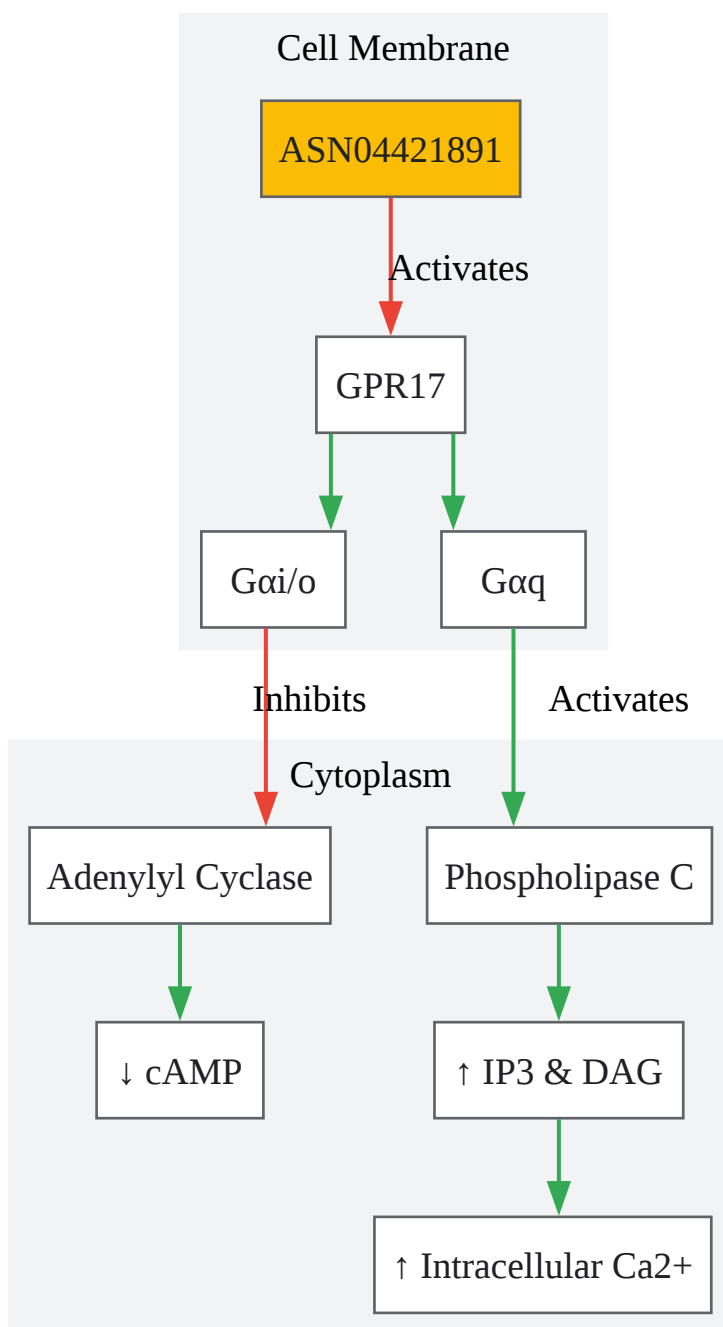 Cell Membrane
ASN04421891
Activates
GPR17
Gαi/o
Gαq
Inhibits
Activates
Cytoplasm
Adenylyl Cyclase
Phospholipase C
↓ cAMP
↑ IP3 & DAG
↑ Intracellular Ca2+